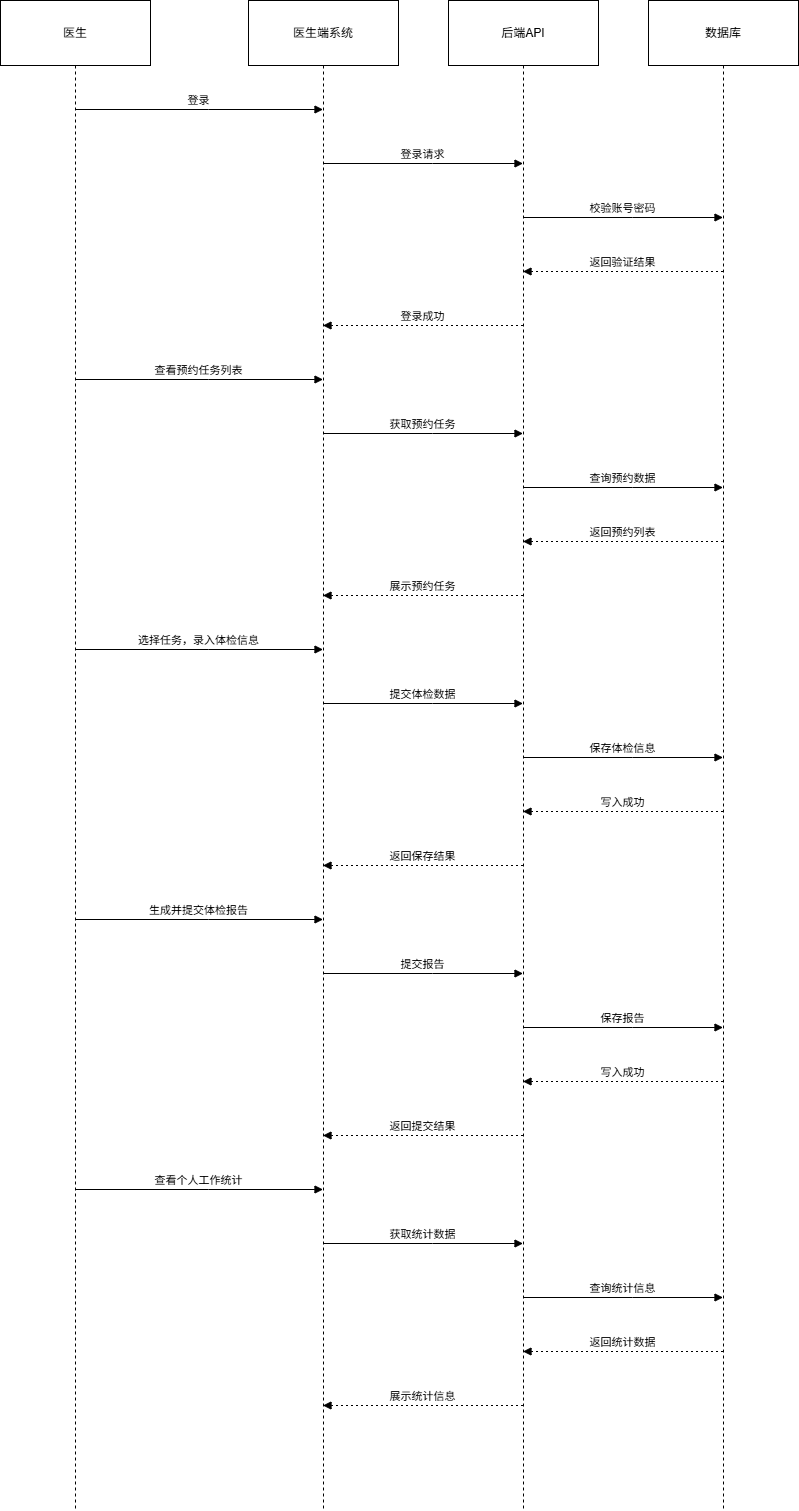 医生
医生端系统
后端API
数据库
登录
登录请求
校验账号密码
返回验证结果
登录成功
查看预约任务列表
获取预约任务
查询预约数据
返回预约列表
展示预约任务
选择任务，录入体检信息
提交体检数据
保存体检信息
写入成功
返回保存结果
生成并提交体检报告
提交报告
保存报告
写入成功
返回提交结果
查看个人工作统计
获取统计数据
查询统计信息
返回统计数据
展示统计信息